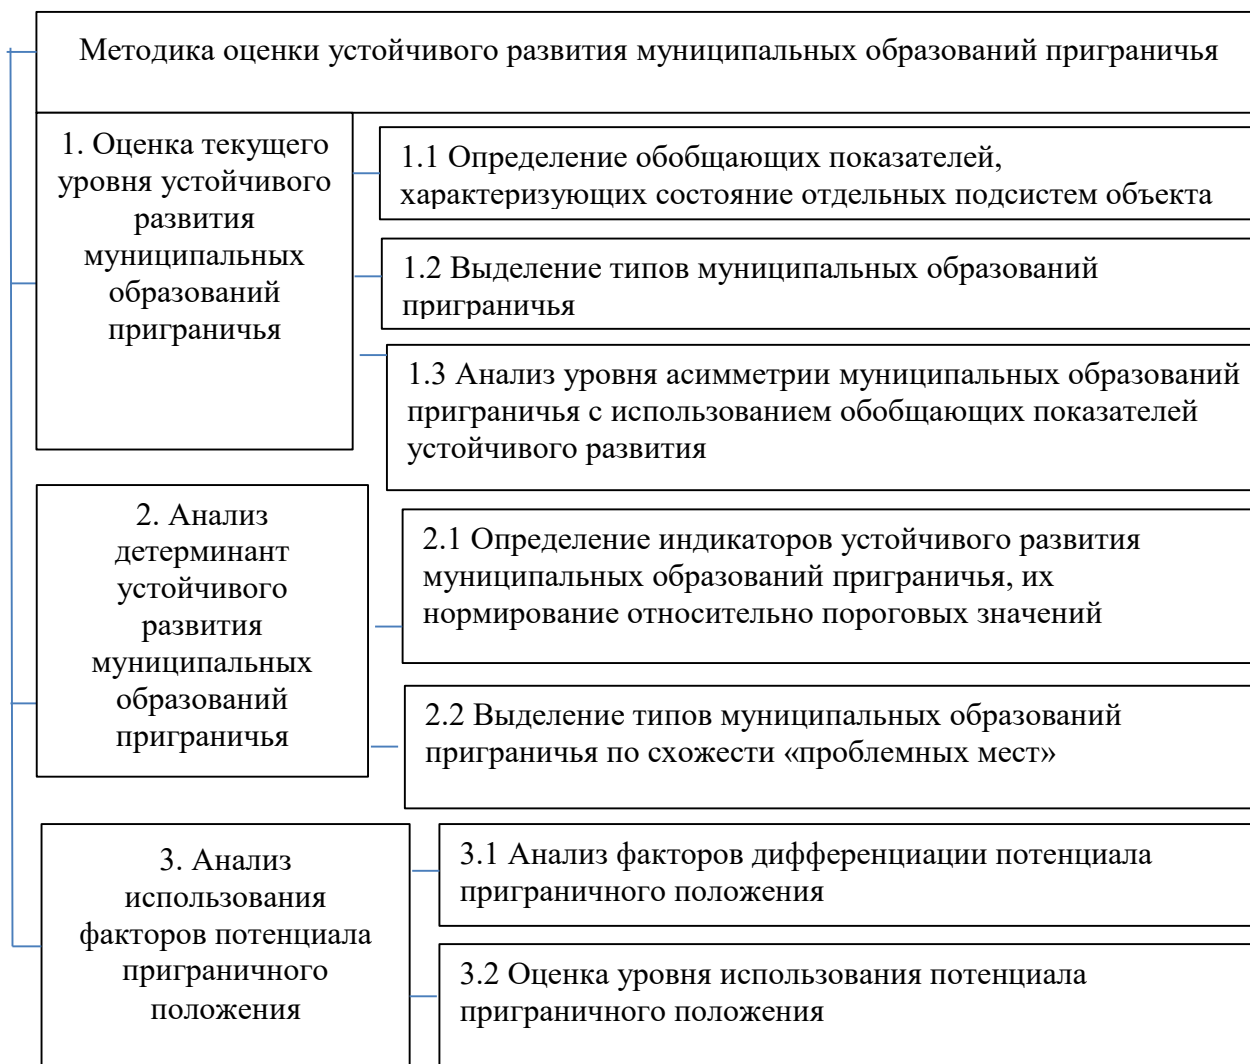 Методика оценки устойчивого развития муниципальных образований приграничья
1. Оценка текущего
уровня устойчивого
развития
муниципальных
образований
приграничья
1.1 Определение обобщающих показателей,
характеризующих состояние отдельных подсистем объекта
1.2 Выделение типов муниципальных образований
приграничья
1.3 Анализ уровня асимметрии муниципальных образований
приграничья с использованием обобщающих показателей
устойчивого развития
2. Анализ
детерминант
устойчивого
развития
муниципальных
образований
приграничья
2.1 Определение индикаторов устойчивого развития
муниципальных образований приграничья, их
нормирование относительно пороговых значений
2.2 Выделение типов муниципальных образований
приграничья по схожести «проблемных мест»
3. Анализ
использования
факторов потенциала
приграничного
положения
3.1 Анализ факторов дифференциации потенциала
приграничного положения
3.2 Оценка уровня использования потенциала
приграничного положения